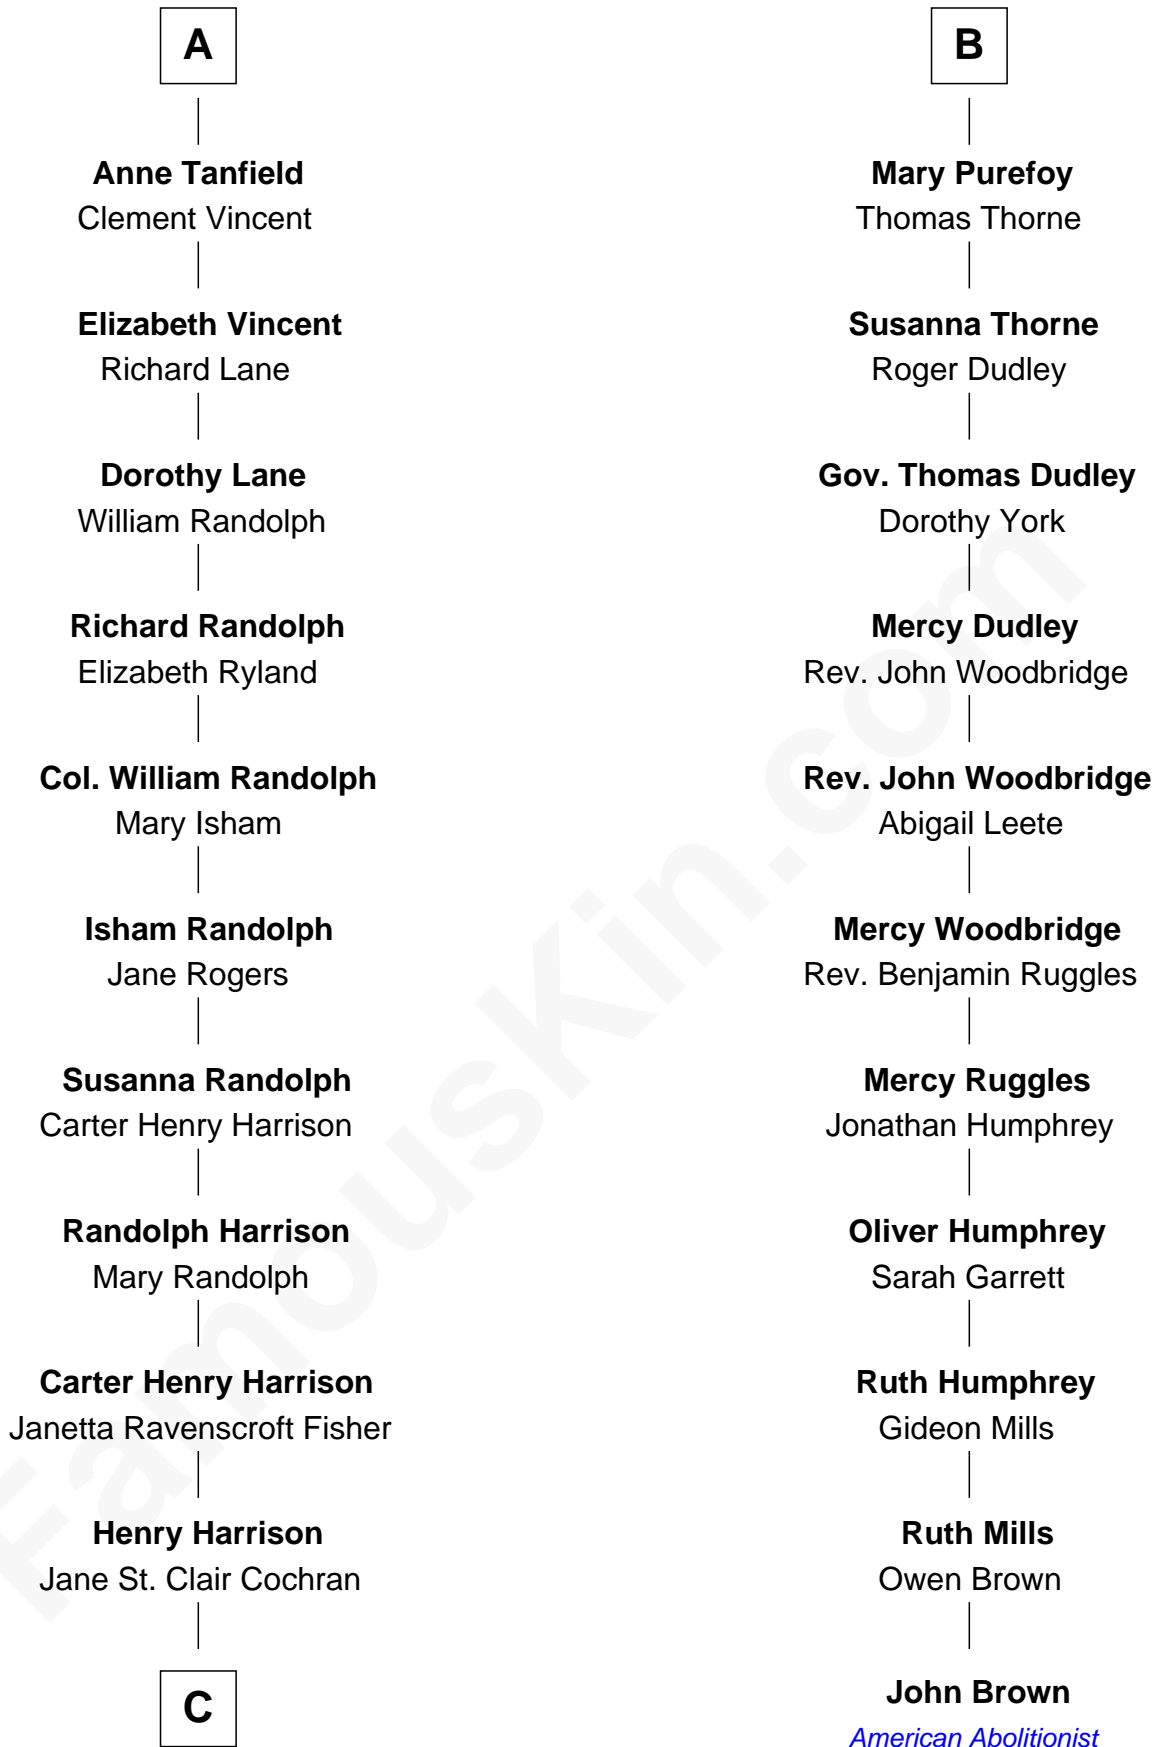 A
Anne Tanfield
Clement Vincent
Elizabeth Vincent
Richard Lane
Dorothy Lane
William Randolph
Richard Randolph
Elizabeth Ryland
Col. William Randolph
Mary Isham
Isham Randolph
Jane Rogers
Susanna Randolph
Carter Henry Harrison
Randolph Harrison
Mary Randolph
Carter Henry Harrison
Janetta Ravenscroft Fisher
Henry Harrison
Jane St. Clair Cochran
C
B
Mary Purefoy
Thomas Thorne
Susanna Thorne
Roger Dudley
Gov. Thomas Dudley
Dorothy York
Mercy Dudley
Rev. John Woodbridge
Rev. John Woodbridge
Abigail Leete
Mercy Woodbridge
Rev. Benjamin Ruggles
Mercy Ruggles
Jonathan Humphrey
Oliver Humphrey
Sarah Garrett
Ruth Humphrey
Gideon Mills
Ruth Mills
Owen Brown
John Brown
American Abolitionist
FamousKin.com